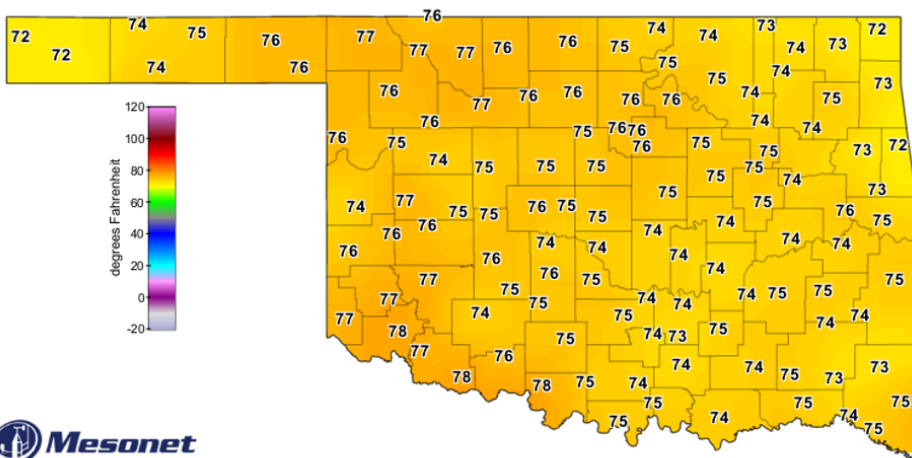 76
72 74 75 76 77 77 77 76 76 75 74 74 73 74 73 72
72 74 76 75 75 74 73
76 77 76 76 76 76 74 75
76 74 74
120
100
80
60
40
20
0
-20
degrees Fahrenheit
76 75 75 76 76 76 75 75 73 72
74 75 75 75 75 75 74
74 77 75 75 76 75 75 75 75 73
76 76 74 76 75
76 76 74 74 74 74 74 74
77 76 75 74 75
77 75 75 74 74 74 75 75
77 78 74 75 75 74 73 75 74 74
77 76 74 74 75 73 73
78 78 75 74 75 74 75 74 75
75 75
Mesonet